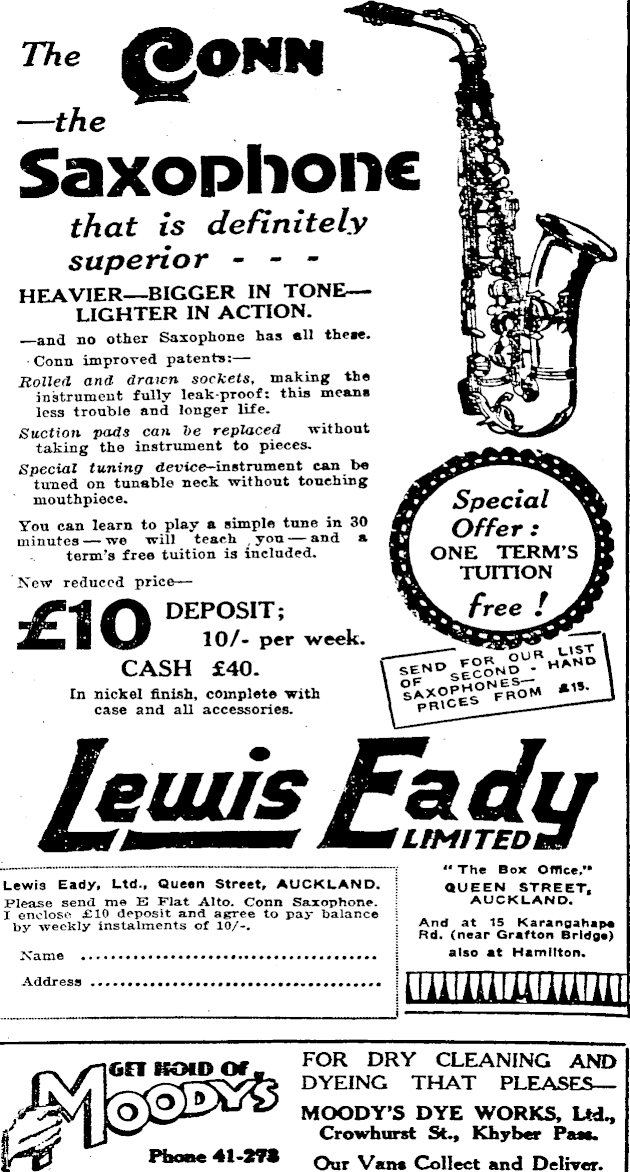 The CONN
—the
Saxophone
that is definitely
superior - - -
HEAVIER—BIGGER IN TONE—
LIGHTER IN ACTION.
—and no other Saxophone has all these.
Conn improved patents:—
Rolled and drawn sockets, making the
instrument fully leak-proof: this means
less trouble and longer life.
Suction pads can be replaced without
taking the instrument to pieces.
Special tuning device—instrument can be
tuned on tunable neck without touching
mouthpiece.
You can learn to play a simple tune in 30
minutes—we will teach you—and a
term's free tuition is included.
New reduced price—
£10 DEPOSIT;
10/- per week.
CASH £40.
In nickel finish, complete with
case and all accessories.
Special
Offer:
ONE TERM'S
TUITION
free!
SEND FOR OUR LIST
OF SECOND-HAND
SAXOPHONES—
PRICES FROM £15.
Lewis Eady
LIMITED
Lewis Eady, Ltd., Queen Street, AUCKLAND.
Please send me E Flat Alto. Conn Saxophone.
I enclose £10 deposit and agree to pay balance
by weekly instalments of 10/-.
Name ......................................
Address .....................................
"The Box Office,"
QUEEN STREET,
AUCKLAND.
And at 15 Karangahape
Rd. (near Grafton Bridge)
also at Hamilton.
GET HOLD OF
MOODY'S
Phone 41-278
FOR DRY CLEANING AND
DYEING THAT PLEASES—
MOODY'S DYE WORKS, Ltd.,
Crowhurst St., Khyber Pass.
Our Vans Collect and Deliver.